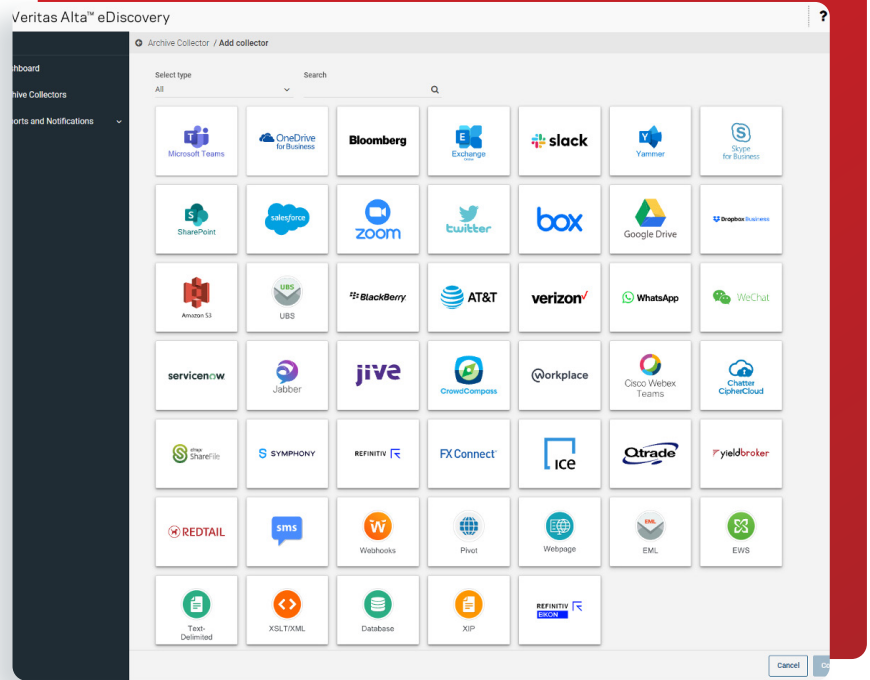 Veritas Alta™ eDiscovery
?
Archive Collector / Add collector
hboard
hive Collectors
orts and Notifications
Select type
Search
All
Microsoft Teams
OneDrive
for Business
Bloomberg
Exchange
Online
slack
Yammer
Skype
for Business
SharePoint
salesforce
zoom
twitter
box
Google Drive
Dropbox Business
Amazon S3
UBS
UBS
BlackBerry
AT&T
verizon
WhatsApp
WeChat
servicenow
Jabber
jive
CrowdCompass
workplace
Cisco Webex
Teams
Chatter
CipherCloud
citrix
ShareFile
SYMPHONY
REFINITIV
FX Connect
ice
Qtrade
yieldbroker
REDTAIL
sms
Webhooks
Pivot
Webpage
EML
EML
EWS
Text-
Delimited
XSLT/XML
Database
XIP
REFINITIV
EIKON
Cancel
Co